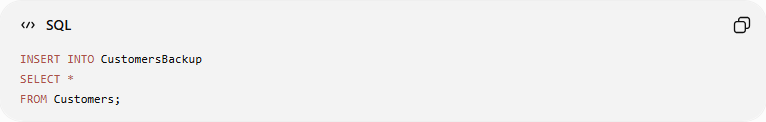 SQL
INSERT INTO CustomersBackup
SELECT *
FROM Customers;